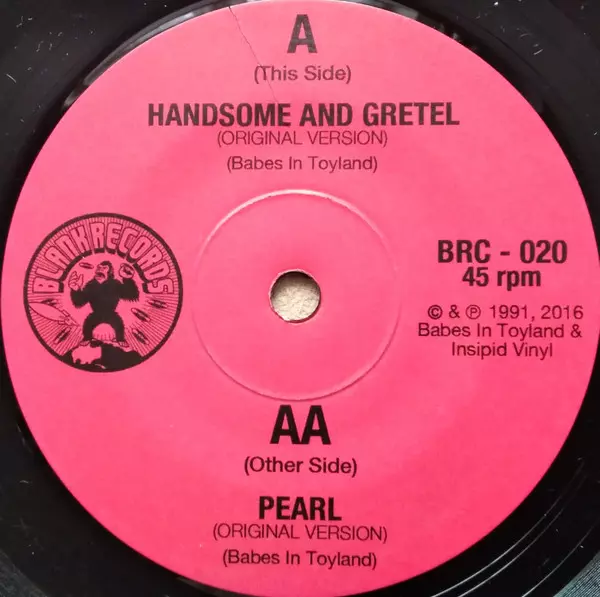 A
(This Side)
HANDSOME AND GRETEL
(ORIGINAL VERSION)
(Babes In Toyland)
BLANK RECORDS
BRC - 020
45 rpm
© & ℗ 1991, 2016
Babes In Toyland &
Insipid Vinyl
AA
(Other Side)
PEARL
(ORIGINAL VERSION)
(Babes In Toyland)